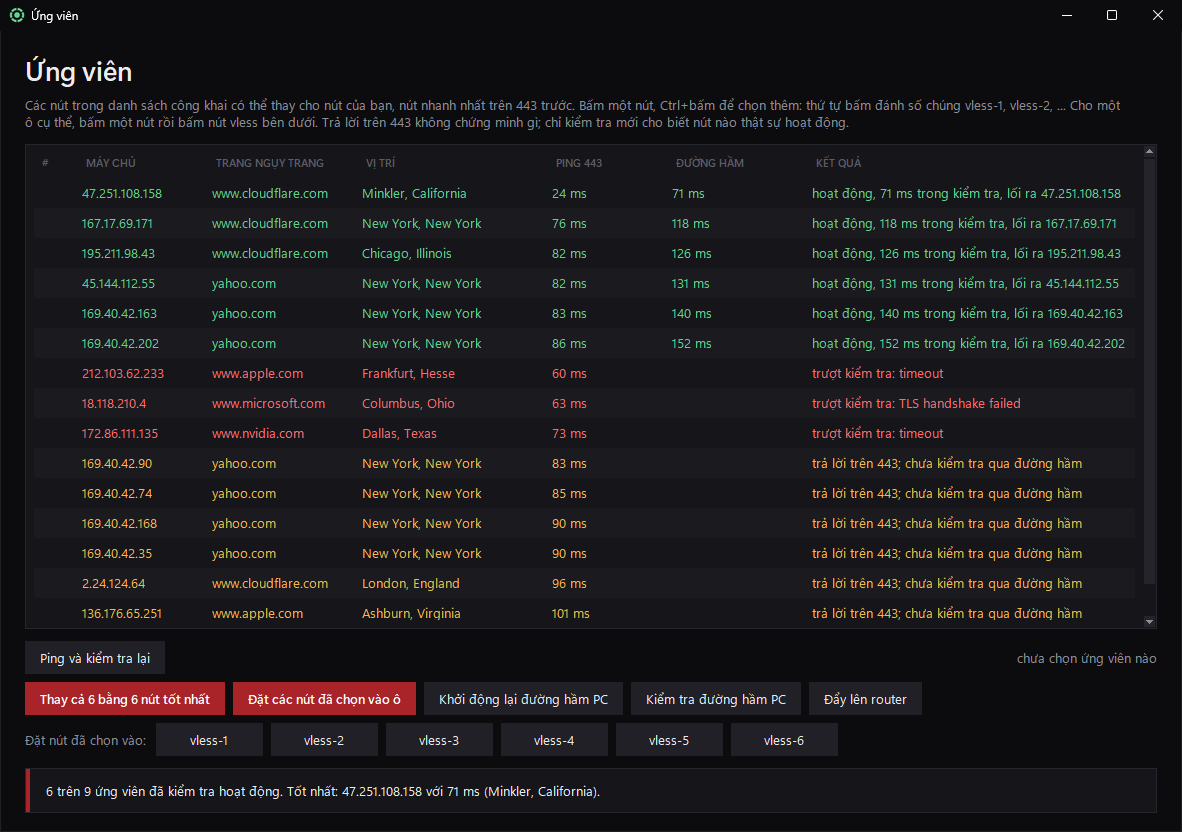 Ứng viên
Ứng viên
Các nút trong danh sách công khai có thể thay cho nút của bạn, nút nhanh nhất trên 443 trước. Bấm một nút, Ctrl+bấm để chọn thêm: thứ tự bấm đánh số chúng vless-1, vless-2, ... Cho một
ô cụ thể, bấm một nút rồi bấm nút vless bên dưới. Trả lời trên 443 không chứng minh gì; chỉ kiểm tra mới cho biết nút nào thật sự hoạt động.
# MÁY CHỦ TRANG NGỤY TRANG VỊ TRÍ PING 443 ĐƯỜNG HẦM KẾT QUẢ
47.251.108.158 www.cloudflare.com Minkler, California 24 ms 71 ms hoạt động, 71 ms trong kiểm tra, lối ra 47.251.108.158
167.17.69.171 www.cloudflare.com New York, New York 76 ms 118 ms hoạt động, 118 ms trong kiểm tra, lối ra 167.17.69.171
195.211.98.43 www.cloudflare.com Chicago, Illinois 82 ms 126 ms hoạt động, 126 ms trong kiểm tra, lối ra 195.211.98.43
45.144.112.55 yahoo.com New York, New York 82 ms 131 ms hoạt động, 131 ms trong kiểm tra, lối ra 45.144.112.55
169.40.42.163 yahoo.com New York, New York 83 ms 140 ms hoạt động, 140 ms trong kiểm tra, lối ra 169.40.42.163
169.40.42.202 yahoo.com New York, New York 86 ms 152 ms hoạt động, 152 ms trong kiểm tra, lối ra 169.40.42.202
212.103.62.233 www.apple.com Frankfurt, Hesse 60 ms trượt kiểm tra: timeout
18.118.210.4 www.microsoft.com Columbus, Ohio 63 ms trượt kiểm tra: TLS handshake failed
172.86.111.135 www.nvidia.com Dallas, Texas 73 ms trượt kiểm tra: timeout
169.40.42.90 yahoo.com New York, New York 83 ms trả lời trên 443; chưa kiểm tra qua đường hầm
169.40.42.74 yahoo.com New York, New York 85 ms trả lời trên 443; chưa kiểm tra qua đường hầm
169.40.42.168 yahoo.com New York, New York 90 ms trả lời trên 443; chưa kiểm tra qua đường hầm
169.40.42.35 yahoo.com New York, New York 90 ms trả lời trên 443; chưa kiểm tra qua đường hầm
2.24.124.64 www.cloudflare.com London, England 96 ms trả lời trên 443; chưa kiểm tra qua đường hầm
136.176.65.251 www.apple.com Ashburn, Virginia 101 ms trả lời trên 443; chưa kiểm tra qua đường hầm
Ping và kiểm tra lại chưa chọn ứng viên nào
Thay cả 6 bằng 6 nút tốt nhất Đặt các nút đã chọn vào ô Khởi động lại đường hầm PC Kiểm tra đường hầm PC Đẩy lên router
Đặt nút đã chọn vào: vless-1 vless-2 vless-3 vless-4 vless-5 vless-6
6 trên 9 ứng viên đã kiểm tra hoạt động. Tốt nhất: 47.251.108.158 với 71 ms (Minkler, California).